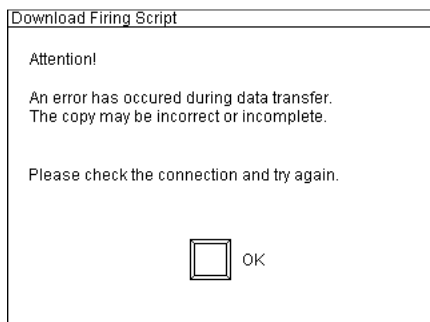 Download Firing Script
Attention!
An error has occured during data transfer.
The copy may be incorrect or incomplete.
Please check the connection and try again.
OK